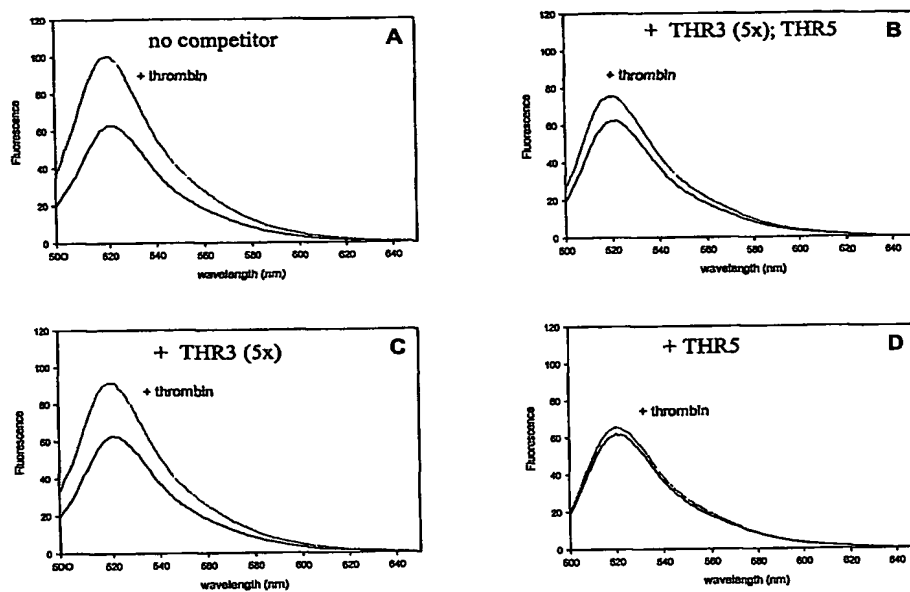 no competitor
A
120
100
80
60
40
20
0
Fluorescence
+ thrombin
500 520 540 560 580 600 620 640
wavelength (nm)
+ THR3 (5x); THR5
B
120
100
80
60
40
20
0
Fluorescence
+ thrombin
500 520 540 560 580 600 620 640
wavelength (nm)
+ THR3 (5x)
C
120
100
80
60
40
20
0
Fluorescence
+ thrombin
500 520 540 560 580 600 620 640
wavelength (nm)
+ THR5
D
120
100
80
60
40
20
0
Fluorescence
+ thrombin
500 520 540 560 580 600 620 640
wavelength (nm)